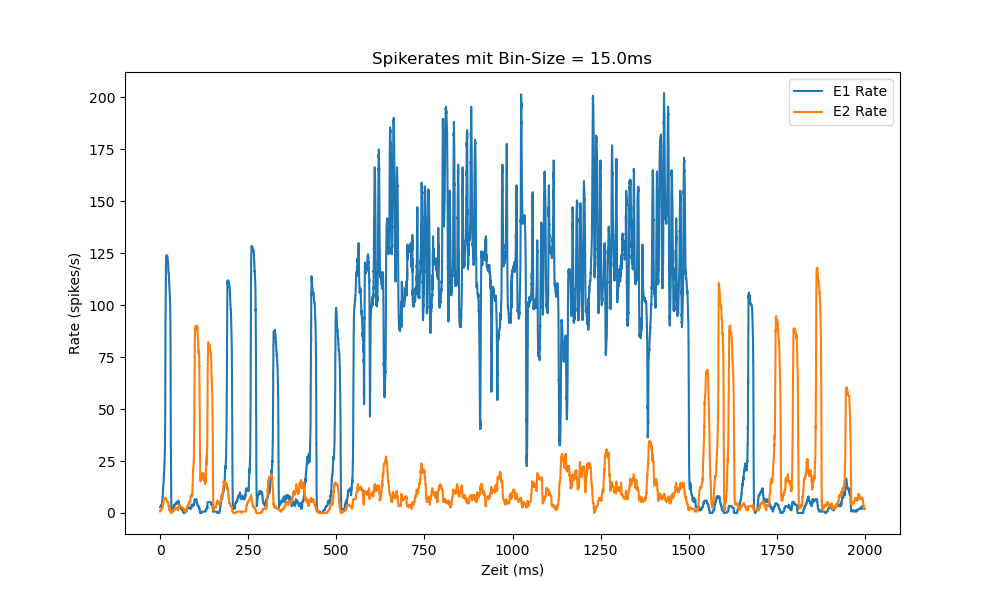 Spikerates mit Bin-Size = 15.0ms
E1 Rate
E2 Rate
Rate (spikes/s)
200
175
150
125
100
75
50
25
0
0 250 500 750 1000 1250 1500 1750 2000
Zeit (ms)